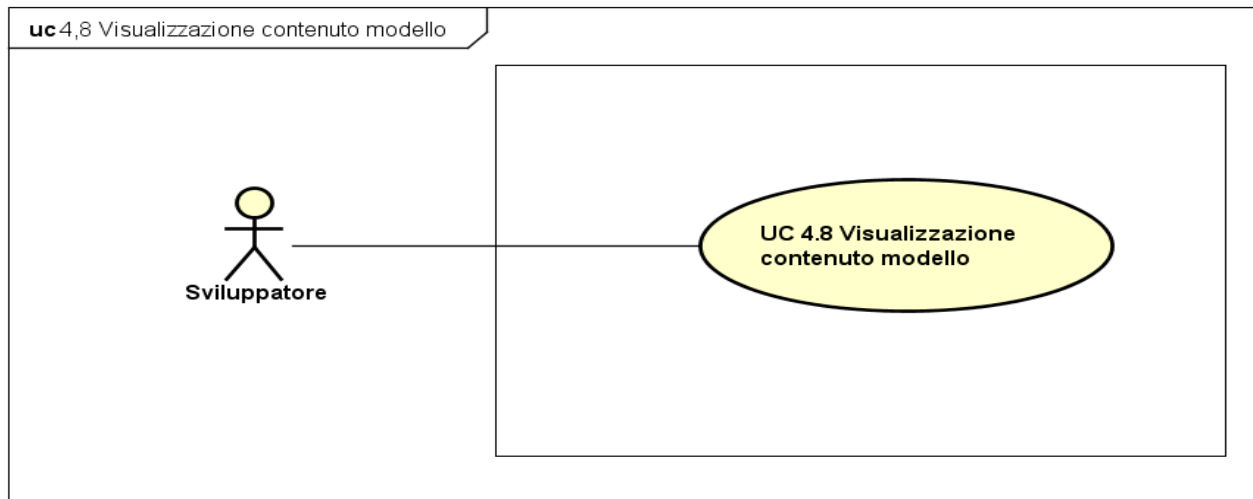 uc 4,8 Visualizzazione contenuto modello
UC 4.8 Visualizzazione
contenuto modello
Sviluppatore